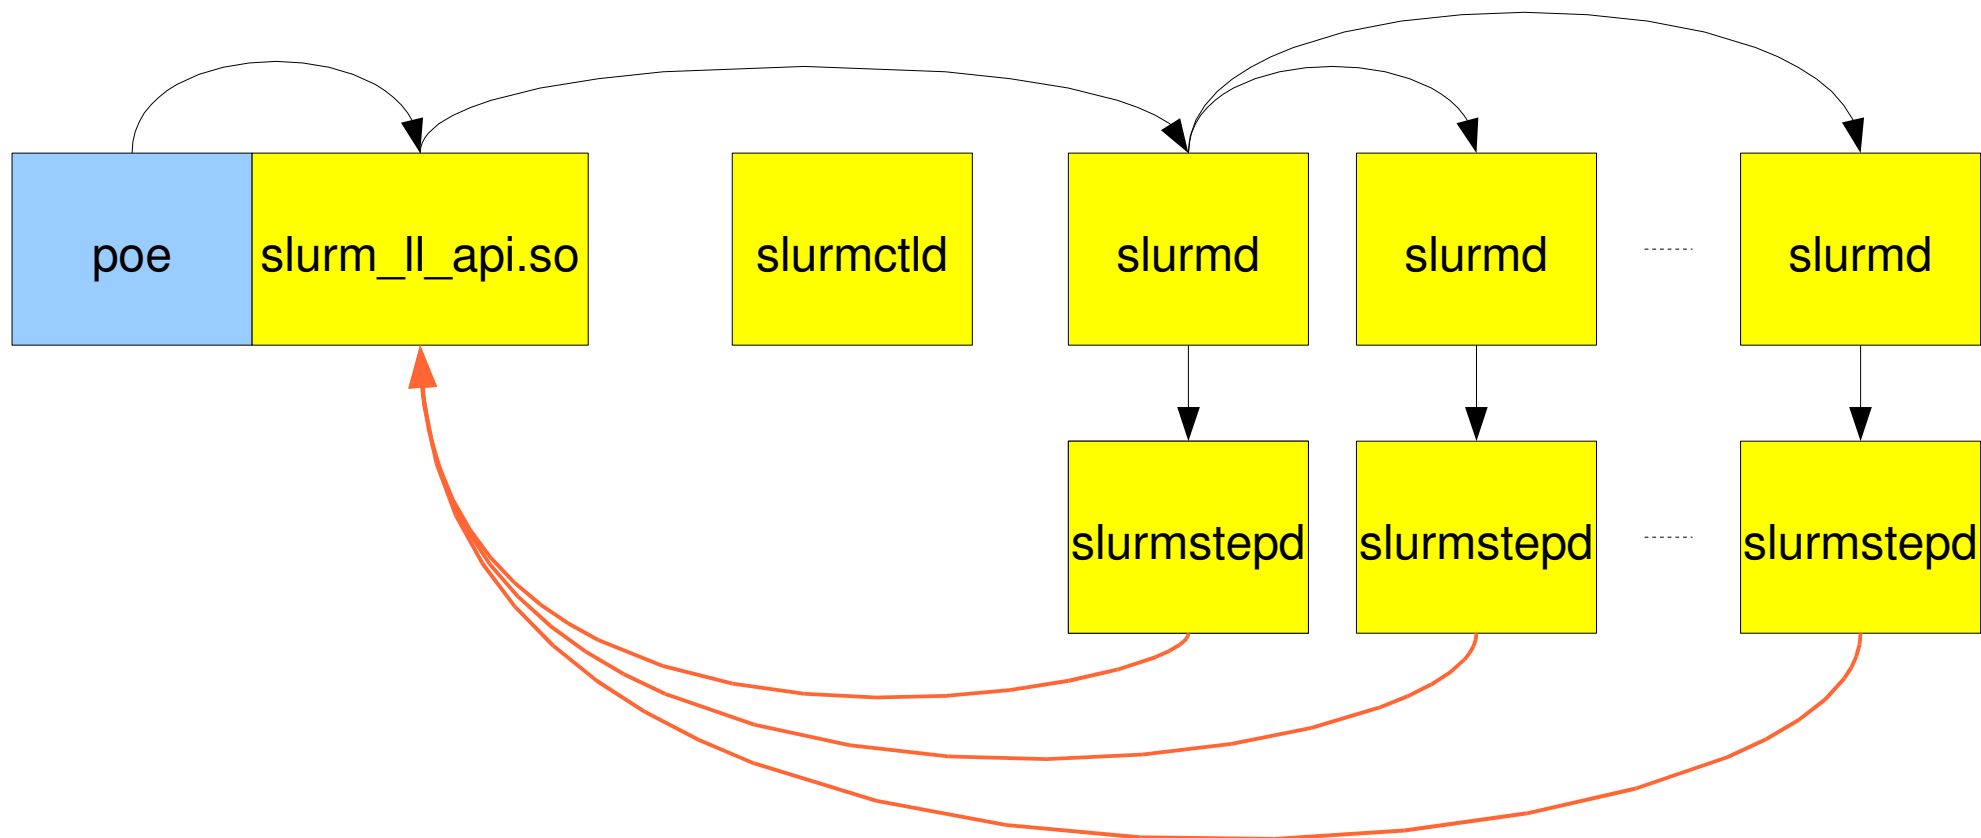 poe
slurm_ll_api.so
slurmctld
slurmd
slurmd
slurmd
slurmstepd
slurmstepd
slurmstepd